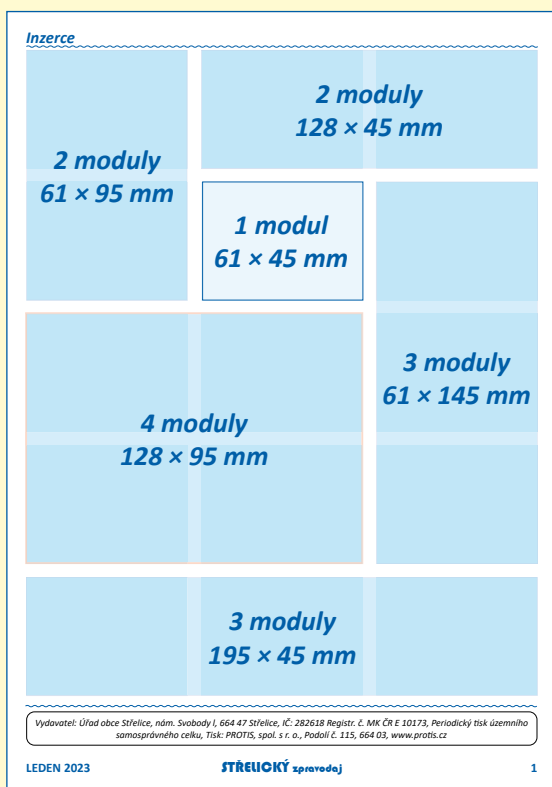 Inzerce
2 moduly
128 × 45 mm
2 moduly
61 × 95 mm
1 modul
61 × 45 mm
3 moduly
61 × 145 mm
4 moduly
128 × 95 mm
3 moduly
195 × 45 mm
Vydavatel: Úřad obce Střelice, nám. Svobody l, 664 47 Střelice, IČ: 282618 Registr. č. MK ČR E 10173, Periodický tisk územního
samosprávného celku, Tisk: PROTIS, spol. s r. o., Podolí č. 115, 664 03, www.protis.cz
LEDEN 2023 STŘELICKÝ zpravodaj 1